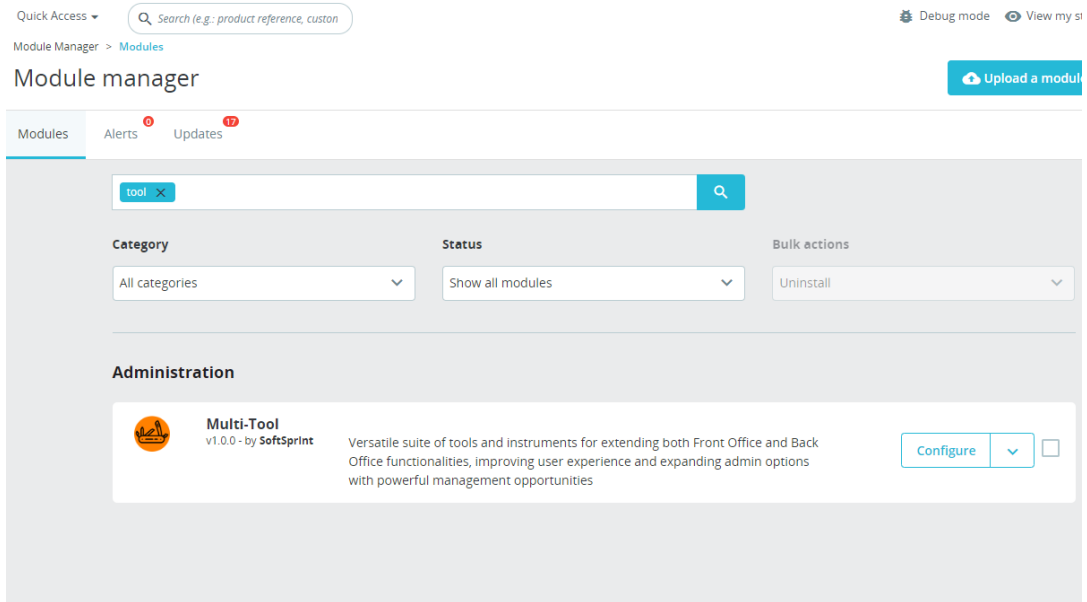 Quick Access
Search (e.g.: product reference, custon
Debug mode
View my st
Module Manager > Modules
Module manager
Upload a module
Modules
Alerts
0
Updates
17
tool
Category
Status
Bulk actions
All categories
Show all modules
Uninstall
Administration
Multi-Tool
v1.0.0 - by SoftSprint
Versatile suite of tools and instruments for extending both Front Office and Back
Office functionalities, improving user experience and expanding admin options
with powerful management opportunities
Configure